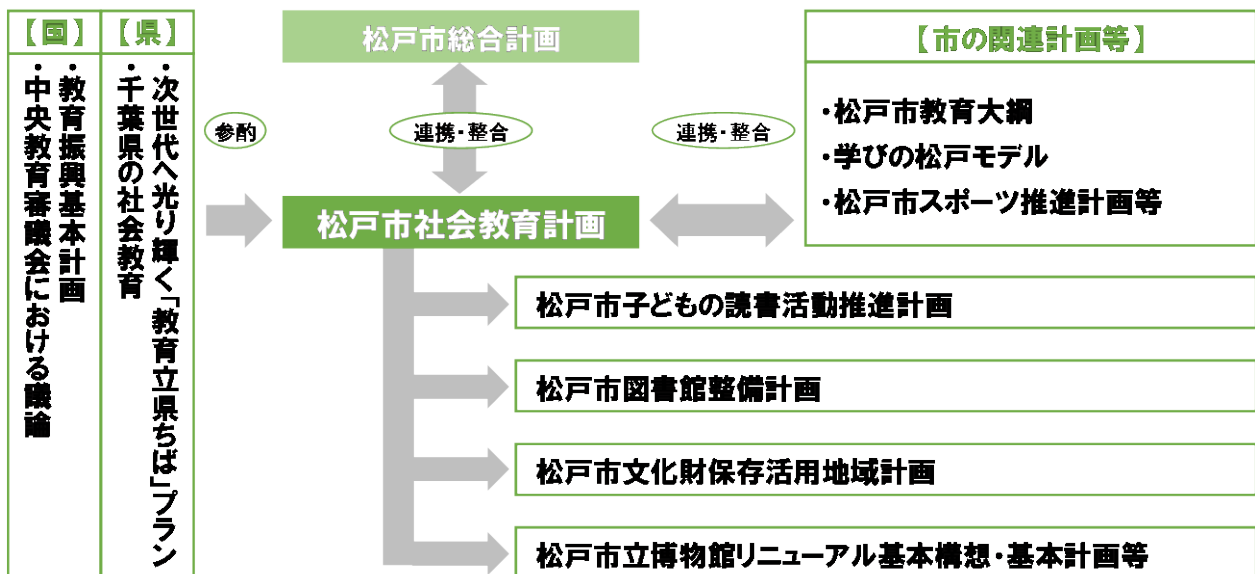 【国】
・教育振興基本計画
・中央教育審議会における議論
【県】
・次世代へ光り輝く「教育立県ちば」プラン
・千葉県の社会教育
参酌
松戸市総合計画
連携・整合
松戸市社会教育計画
連携・整合
【市の関連計画等】
・松戸市教育大綱
・学びの松戸モデル
・松戸市スポーツ推進計画等
松戸市子どもの読書活動推進計画
松戸市図書館整備計画
松戸市文化財保存活用地域計画
松戸市立博物館リニューアル基本構想・基本計画等